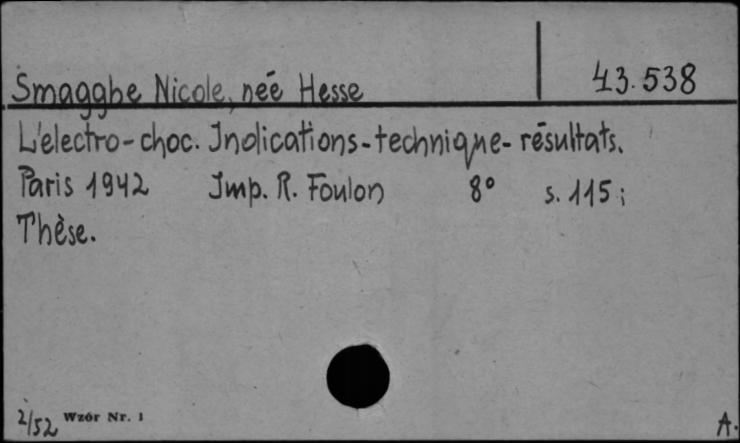 Smagghe Nicole, neé Hesse 43.538
L'electro-choc. Indications-technique-résultats.
Paris 1942 Imp. R. Foulon 8° s. 115;
Thèse.
2/52 Wzór Nr. 1 A.